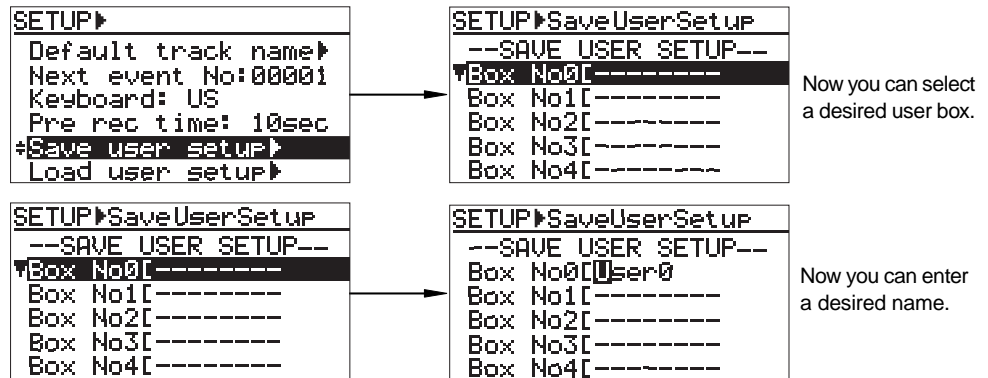 SETUP▶
Default track name▶
Next event No:00001
Keyboard: US
Pre rec time: 10sec
Save user setup▶
Load user setup▶
SETUP▶SaveUserSetup
--SAVE USER SETUP--
Box No0[---------
Box No1[--------
Box No2[--------
Box No3[--------
Box No4[--------
Now you can select
a desired user box.
SETUP▶SaveUserSetup
--SAVE USER SETUP--
Box No0[---------
Box No1[--------
Box No2[--------
Box No3[--------
Box No4[--------
SETUP▶SaveUserSetup
--SAVE USER SETUP--
Box No0[User0
Box No1[--------
Box No2[--------
Box No3[--------
Box No4[--------
Now you can enter
a desired name.